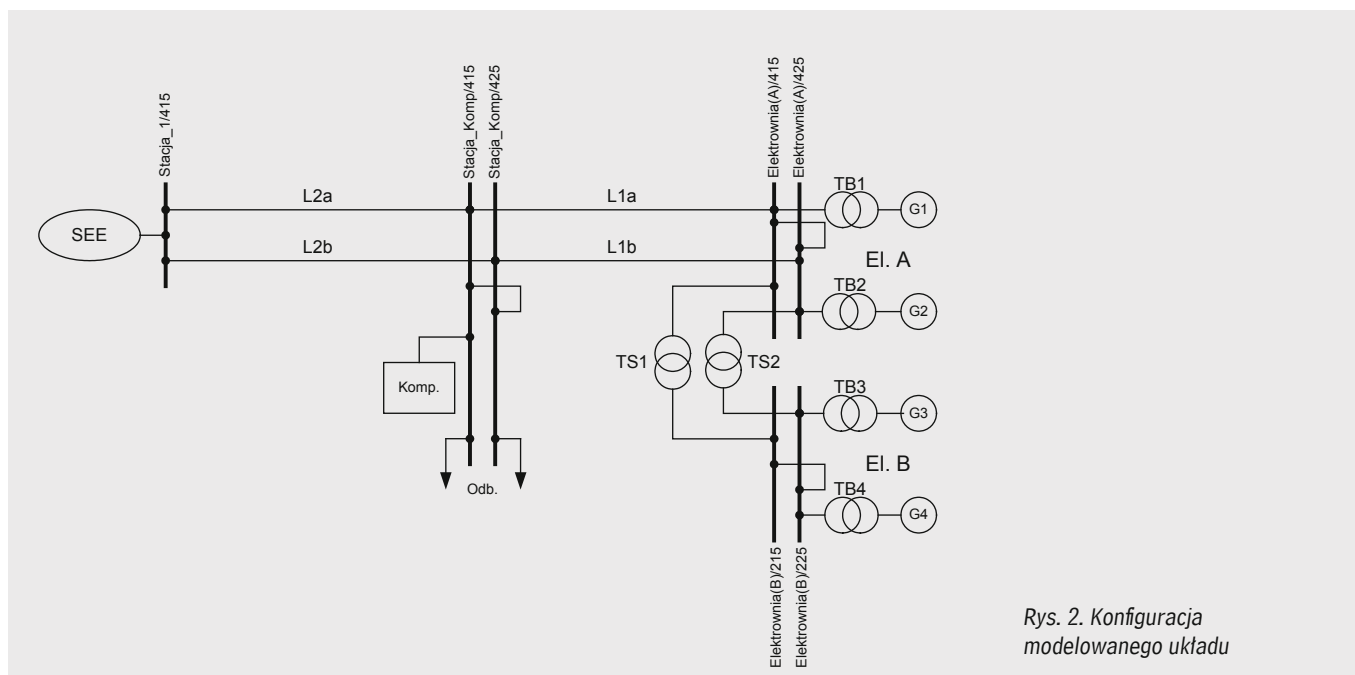 Stacja_1/415
Stacja_Komp/415
Stacja_Komp/425
Elektrownia(A)/415
Elektrownia(A)/425
L2a
L1a
TB1
G1
SEE
L2b
L1b
El. A
TB2
G2
TS1
TS2
Komp.
TB3
G3
El. B
Odb.
TB4
G4
Elektrownia(B)/215
Elektrownia(B)/225
Rys. 2. Konfiguracja
modelowanego układu